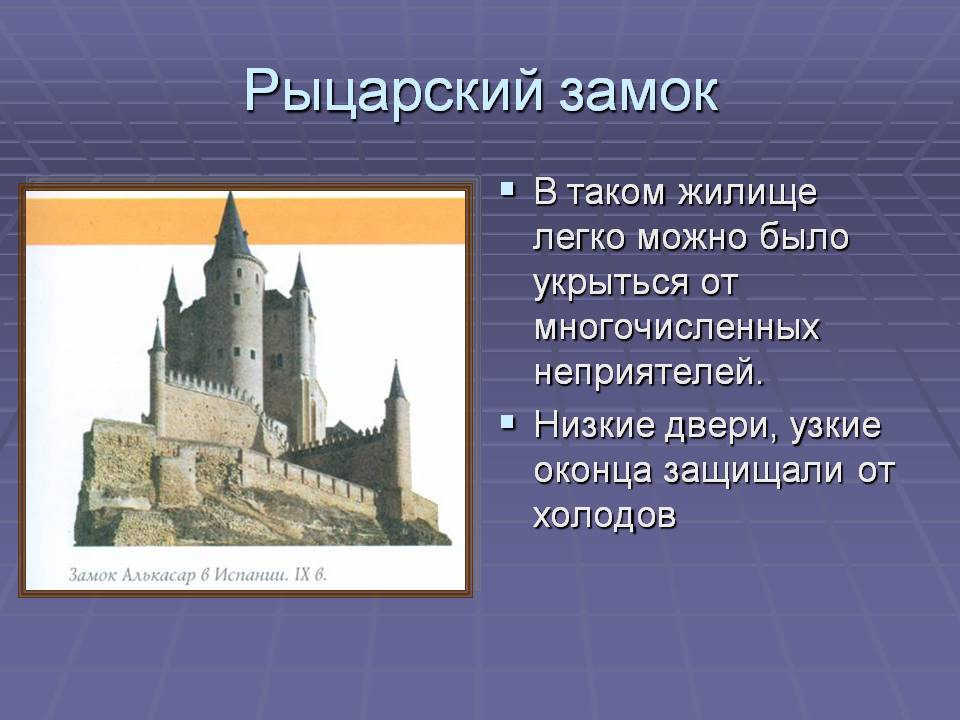 Рыцарский замок
В таком жилище
легко можно было
укрыться от
многочисленных
неприятелей.
Низкие двери, узкие
оконца защищали от
холодов
Замок Алькасар в Испании. IX в.